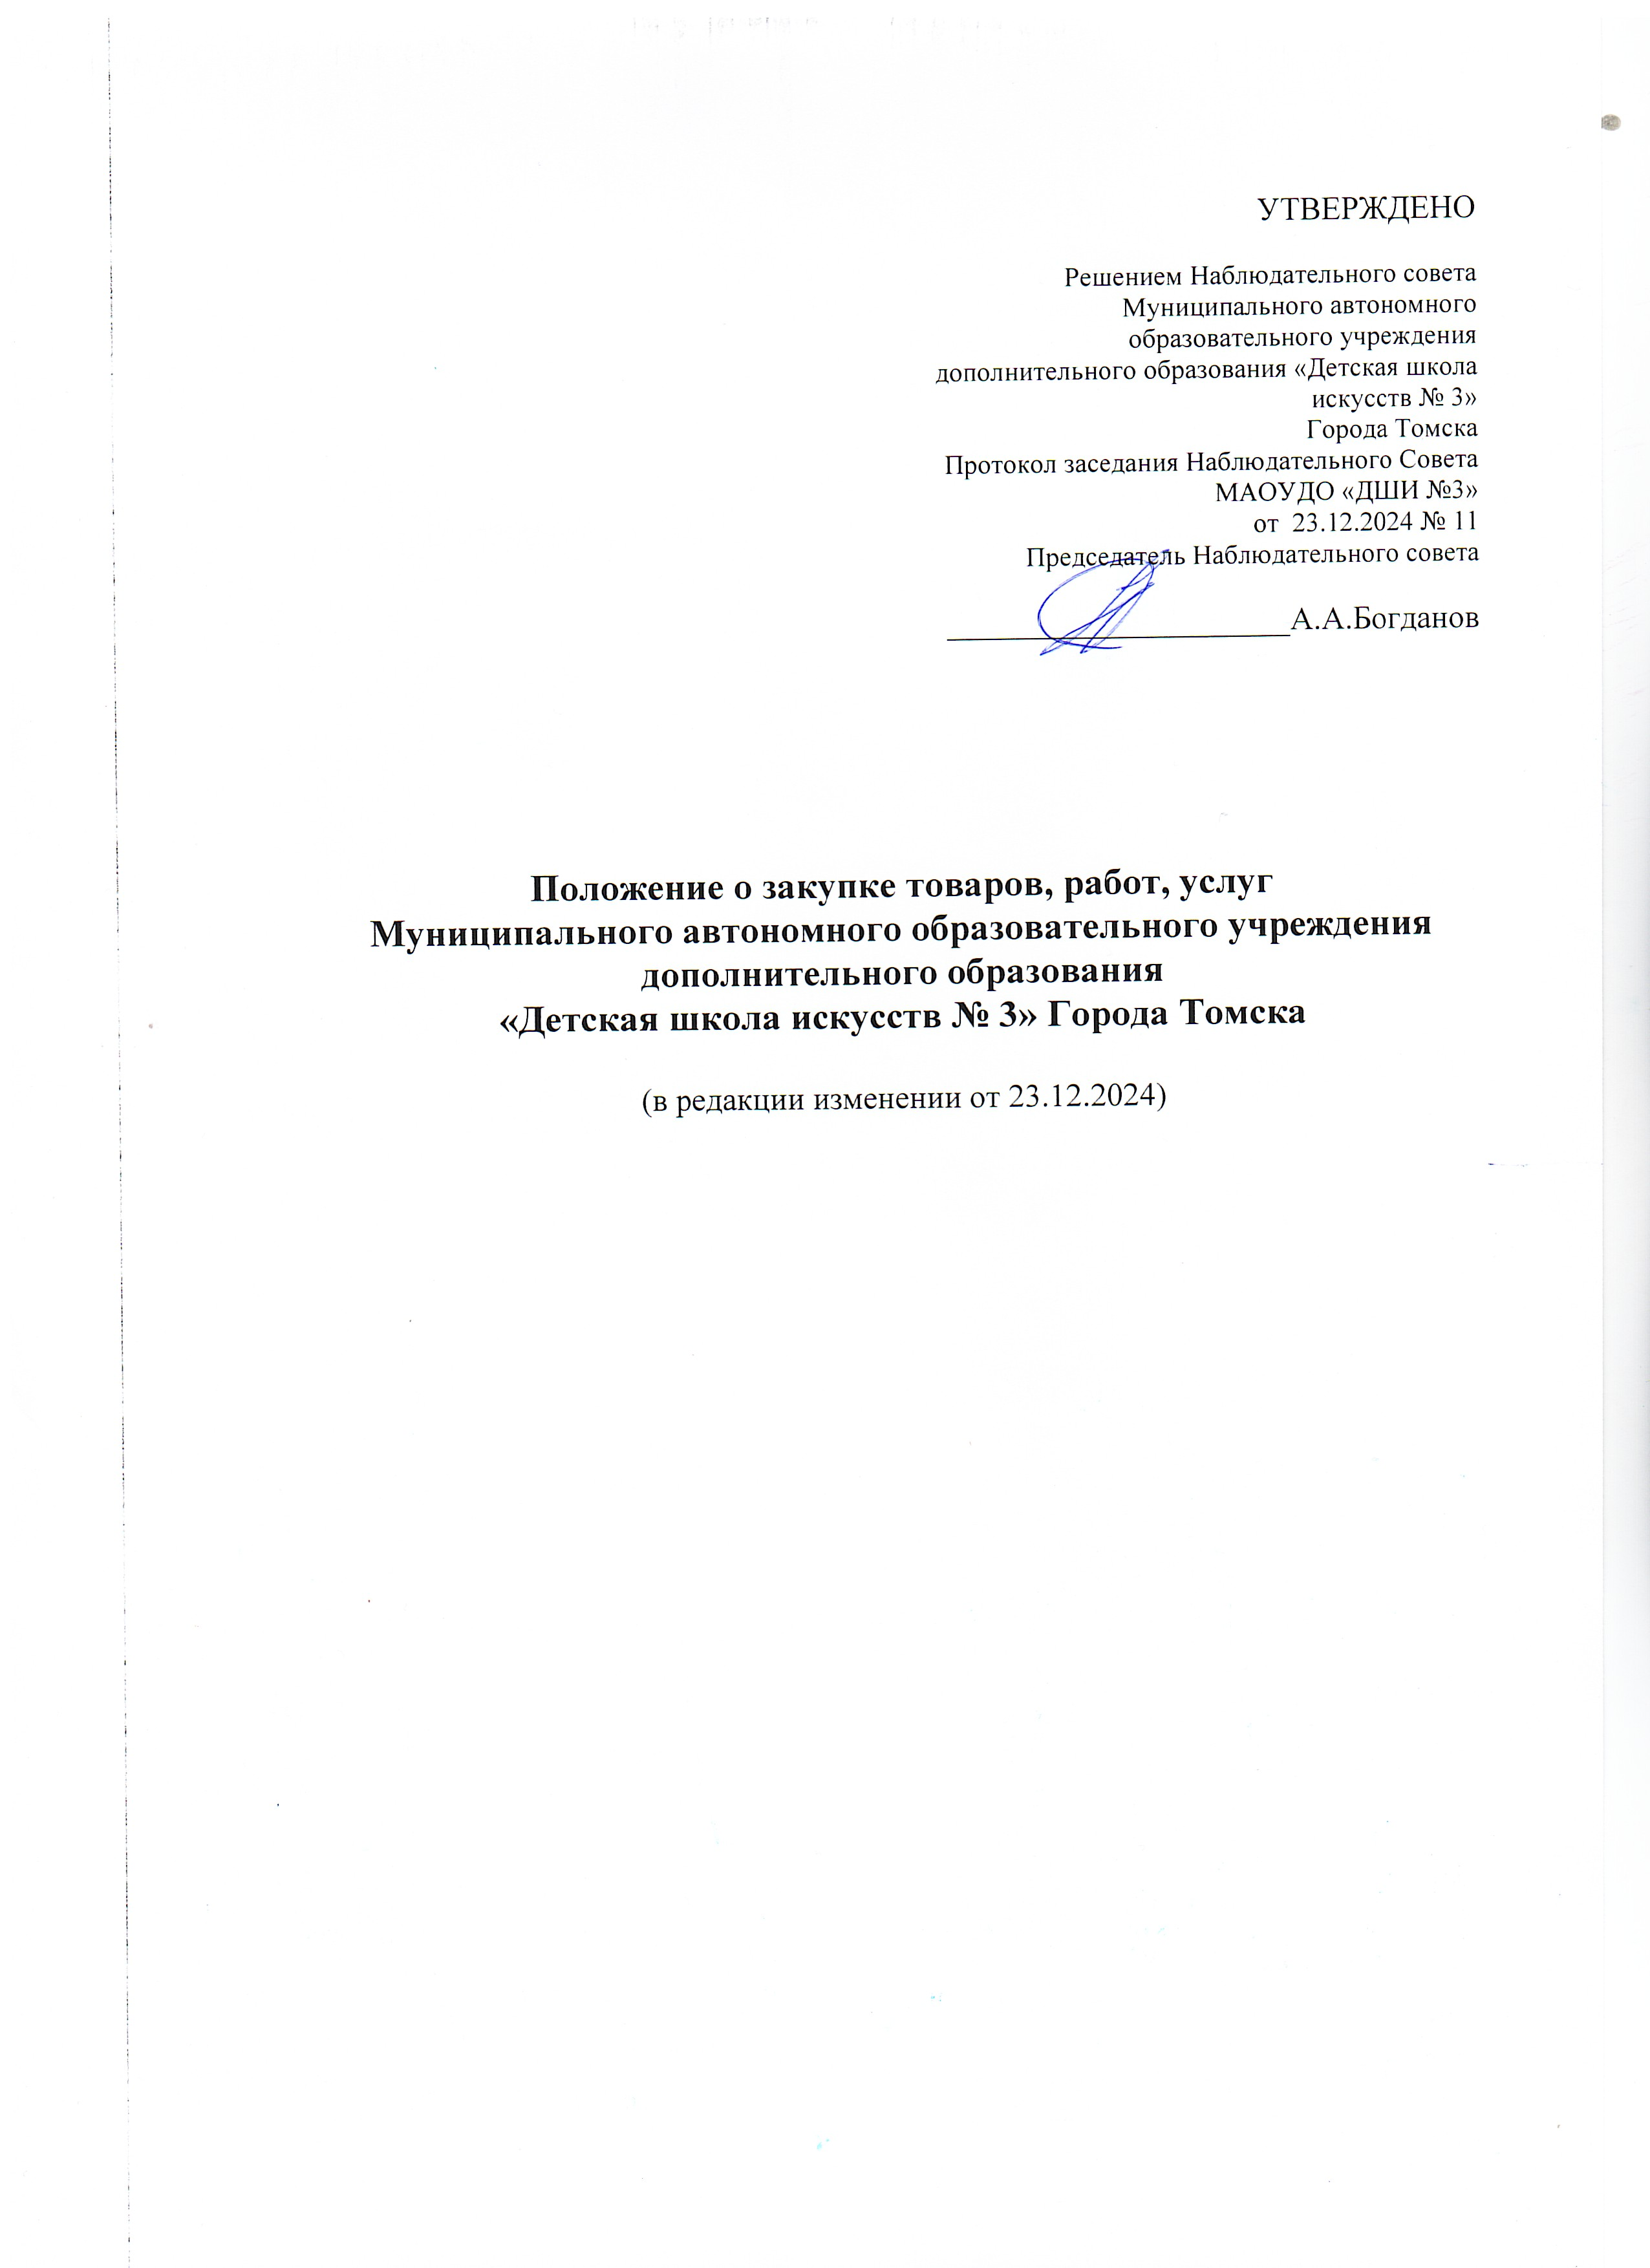 УТВЕРЖДЕНО
Решением Наблюдательного совета
Муниципального автономного
образовательного учреждения
дополнительного образования «Детская школа
искусств № 3»
Города Томска
Протокол заседания Наблюдательного Совета
МАОУДО «ДШИ №3»
от 23.12.2024 № 11
Председатель Наблюдательного совета
А.А.Богданов
Положение о закупке товаров, работ, услуг
Муниципального автономного образовательного учреждения
дополнительного образования
«Детская школа искусств № 3» Города Томска
(в редакции изменении от 23.12.2024)